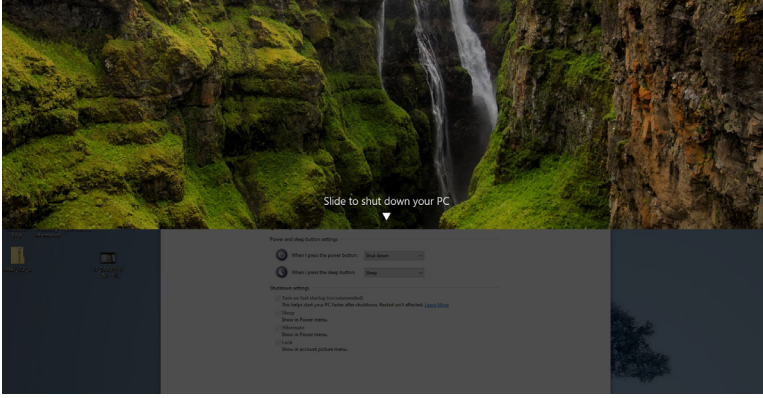 Slide to shut down your PC
Power and sleep button settings
When I press the power button: Shut down
When I press the sleep button: Sleep
Shutdown settings
Turn on fast startup (recommended)
This helps start your PC faster after shutdown. Restart isn't affected. Learn More
Sleep
Show in Power menu.
Hibernate
Show in Power menu.
Lock
Show in account picture menu.